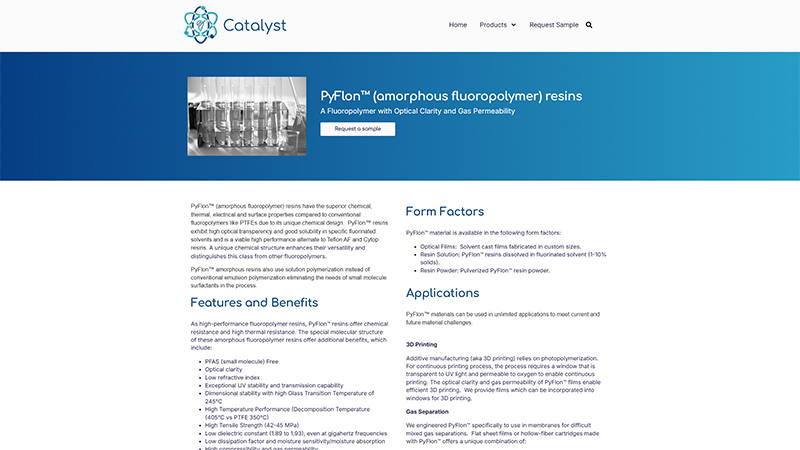 Catalyst
Home Products Request Sample
PyFlon™ (amorphous fluoropolymer) resins
A Fluoropolymer with Optical Clarity and Gas Permeability
Request a sample
PyFlon™ (amorphous fluoropolymer) resins have the superior chemical,
thermal, electrical and surface properties compared to conventional
fluoropolymers like PTFEs due to its unique chemical design. PyFlon™ resins
exhibit high optical transparency and good solubility in specific fluorinated
solvents and is a viable high performance alternate to Teflon AF and Cytop
resins. A unique chemical structure enhances their versatility and
distinguishes this class from other fluoropolymers.
PyFlon™ amorphous resins also use solution polymerization instead of
conventional emulsion polymerization eliminating the needs of small molecule
surfactants in the process.
Features and Benefits
As high-performance fluoropolymer resins, PyFlon™ resins offer chemical
resistance and high thermal resistance. The special molecular structure
of these amorphous fluoropolymer resins offer additional benefits, which
include:
• PFAS (small molecule) Free
• Optical clarity
• Low refractive index
• Exceptional UV stability and transmission capability
• Dimensional stability with high Glass Transition Temperature of
245°C
• High Temperature Performance (Decomposition Temperature
(405°C vs PTFE 350°C)
• High Tensile Strength (42-45 MPa)
• Low dielectric constant (1.89 to 1.93), even at gigahertz frequencies
• Low dissipation factor and moisture sensitivity/moisture absorption
• High compressibility and gas permeability
Form Factors
PyFlon™ material is available in the following form factors:
• Optical Films: Solvent cast films fabricated in custom sizes.
• Resin Solution: PyFlon™ resins dissolved in fluorinated solvent (1-10%
solids).
• Resin Powder: Pulverized PyFlon™ resin powder.
Applications
PyFlon™ materials can be used in unlimited applications to meet current and
future material challenges.
3D Printing
Additive manufacturing (aka 3D printing) relies on photopolymerization.
For continuous printing process, the process requires a window that is
transparent to UV light and permeable to oxygen to enable continuous
printing. The optical clarity and gas permeability of PyFlon™ films enable
efficient 3D printing. We provide films which can be incorporated into
windows for 3D printing.
Gas Separation
We engineered PyFlon™ specifically to use in membranes for difficult
mixed gas separations. Flat sheet films or hollow-fiber cartridges made
with PyFlon™ offers a unique combination of: